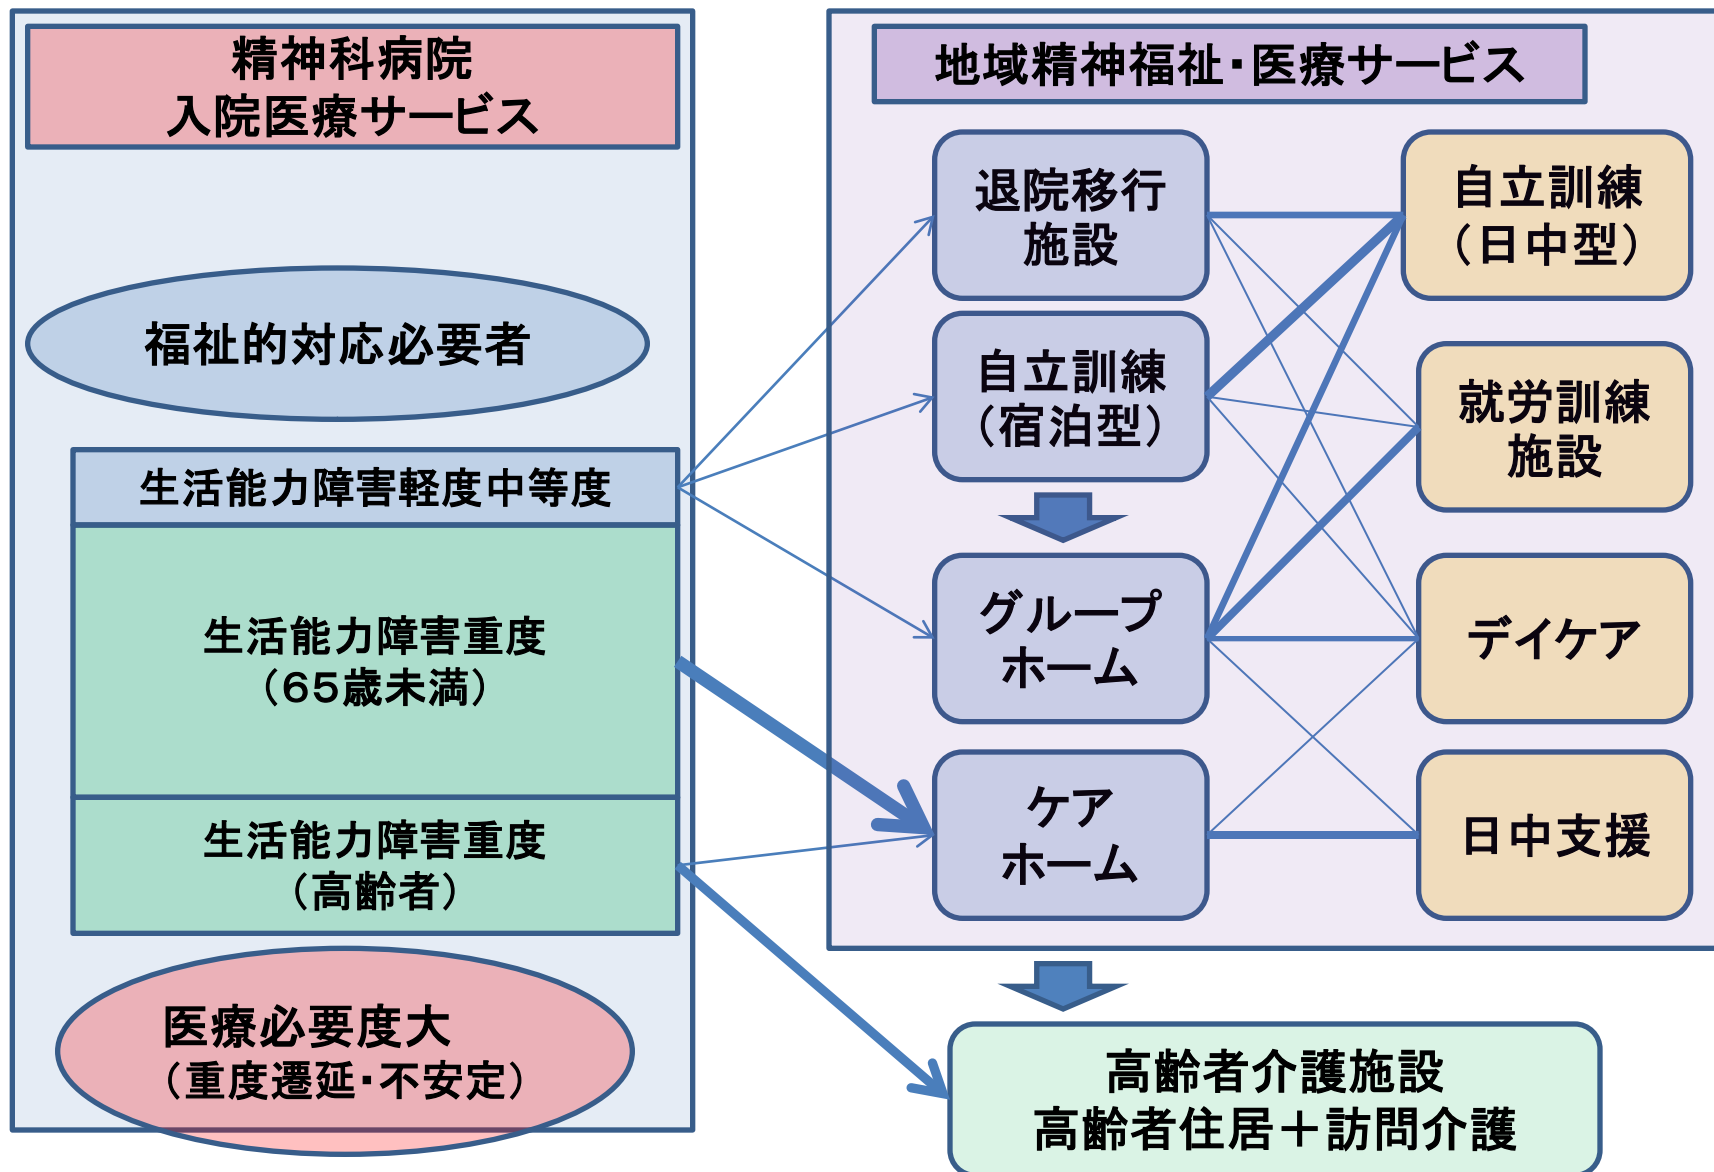 精神科病院
入院医療サービス
福祉的対応必要者
生活能力障害軽度中等度
生活能力障害重度
（65歳未満）
生活能力障害重度
（高齢者）
医療必要度大
（重度遷延・不安定）
地域精神福祉・医療サービス
退院移行
施設
自立訓練
（宿泊型）
グループ
ホーム
ケア
ホーム
自立訓練
（日中型）
就労訓練
施設
デイケア
日中支援
高齢者介護施設
高齢者住居＋訪問介護